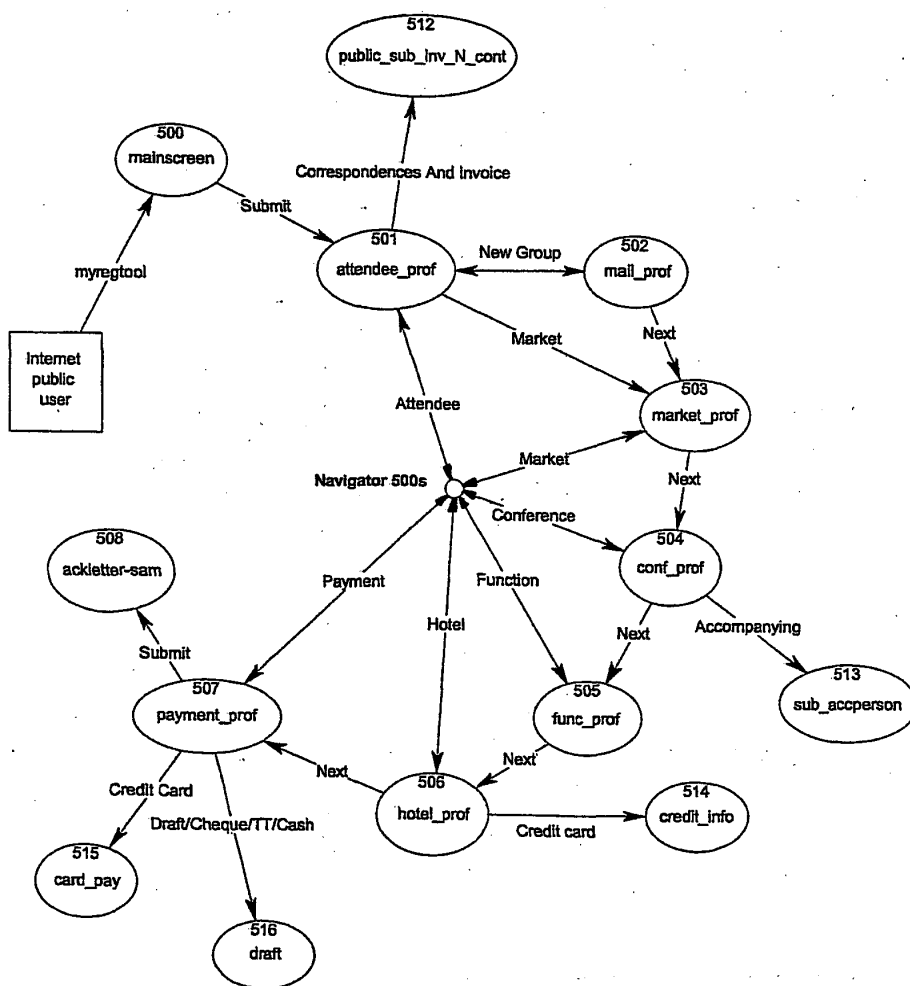 512
public_sub_inv_N_cont
500
mainscreen
Correspondences And Invoice
Submit
501
attendee_prof
New Group
502
mail_prof
myregtool
Market
Next
Internet
public
user
503
market_prof
Attendee
Market
Navigator 500s
Next
Conference
508
ackletter-sam
504
conf_prof
Payment
Function
Hotel
Accompanying
Next
Submit
507
payment_prof
505
func_prof
513
sub_accperson
Next
Next
506
hotel_prof
514
credit_info
Credit Card
Draft/Cheque/TT/Cash
Credit card
515
card_pay
516
draft